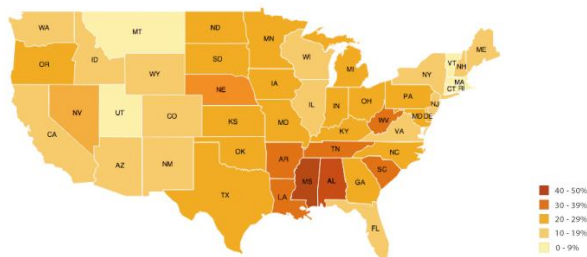 WA
MT
ND
MN
OR
ID
WY
SD
WI
MI
NY
VT
NH
ME
MA
CT
RI
NV
UT
NE
IA
IL
IN
OH
PA
NJ
CA
CO
KS
MO
KY
WV
VA
MD
DE
AZ
NM
OK
AR
TN
NC
SC
TX
LA
MS
AL
GA
FL
40 - 50%
30 - 39%
20 - 29%
10 - 19%
0 - 9%